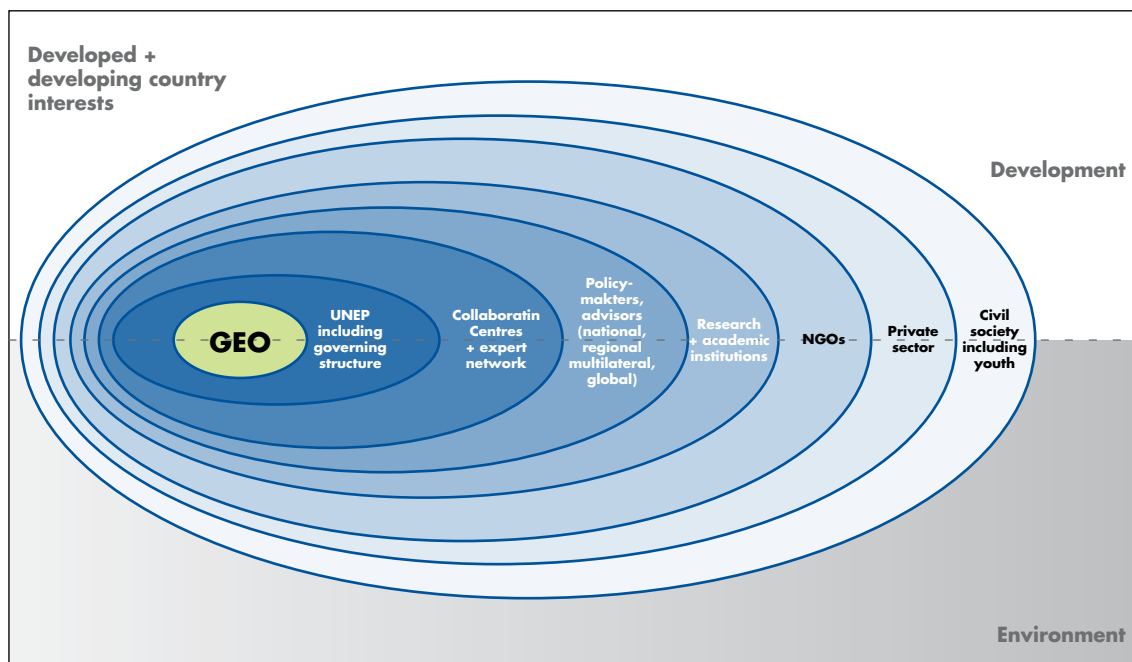 Developed +
developing country
interests
Development
GEO
UNEP
including
governing
structure
Collaboratin
Centres
+ expert
network
Policy-
makters,
advisors
(national,
regional
multilateral,
global)
Research
+ academic
institutions
NGOs
Private
sector
Civil
society
including
youth
Environment